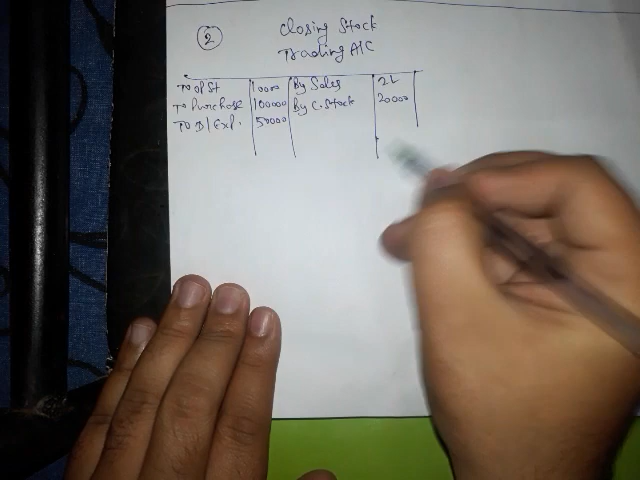 2
Closing Stock
Trading A/C
To op St 10000 By Sales 2L
To Purchase 100000 By C. Stock 20000
To D/Exp. 50000